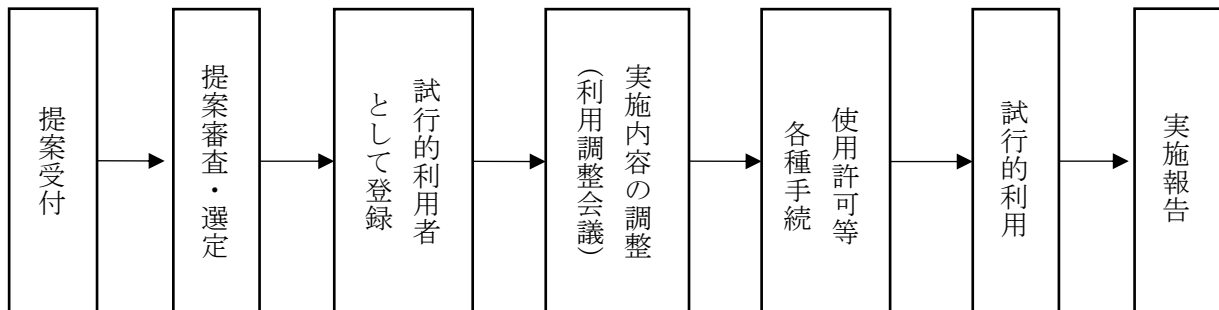 提案受付
提案審査・選定
試行的利用者
として登録
実施内容の調整
（利用調整会議）
使用許可等
各種手続
試行的利用
実施報告